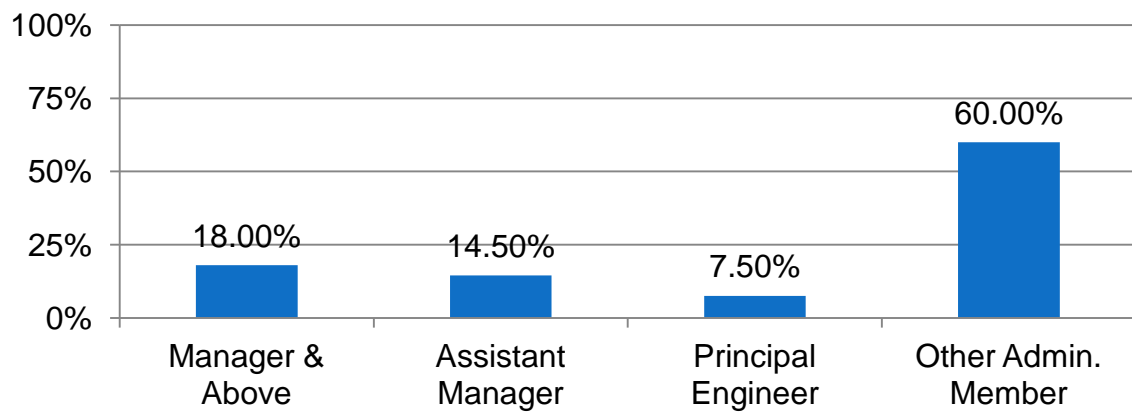 100%
75%
50%
25%
0%
18.00%
14.50%
7.50%
60.00%
Manager &
Above
Assistant
Manager
Principal
Engineer
Other Admin.
Member